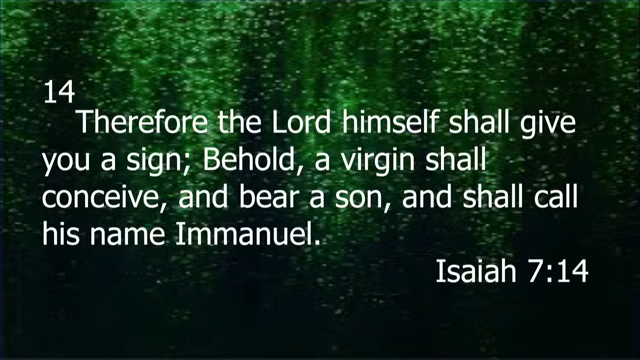 14
Therefore the Lord himself shall give
you a sign; Behold, a virgin shall
conceive, and bear a son, and shall call
his name Immanuel.
Isaiah 7:14